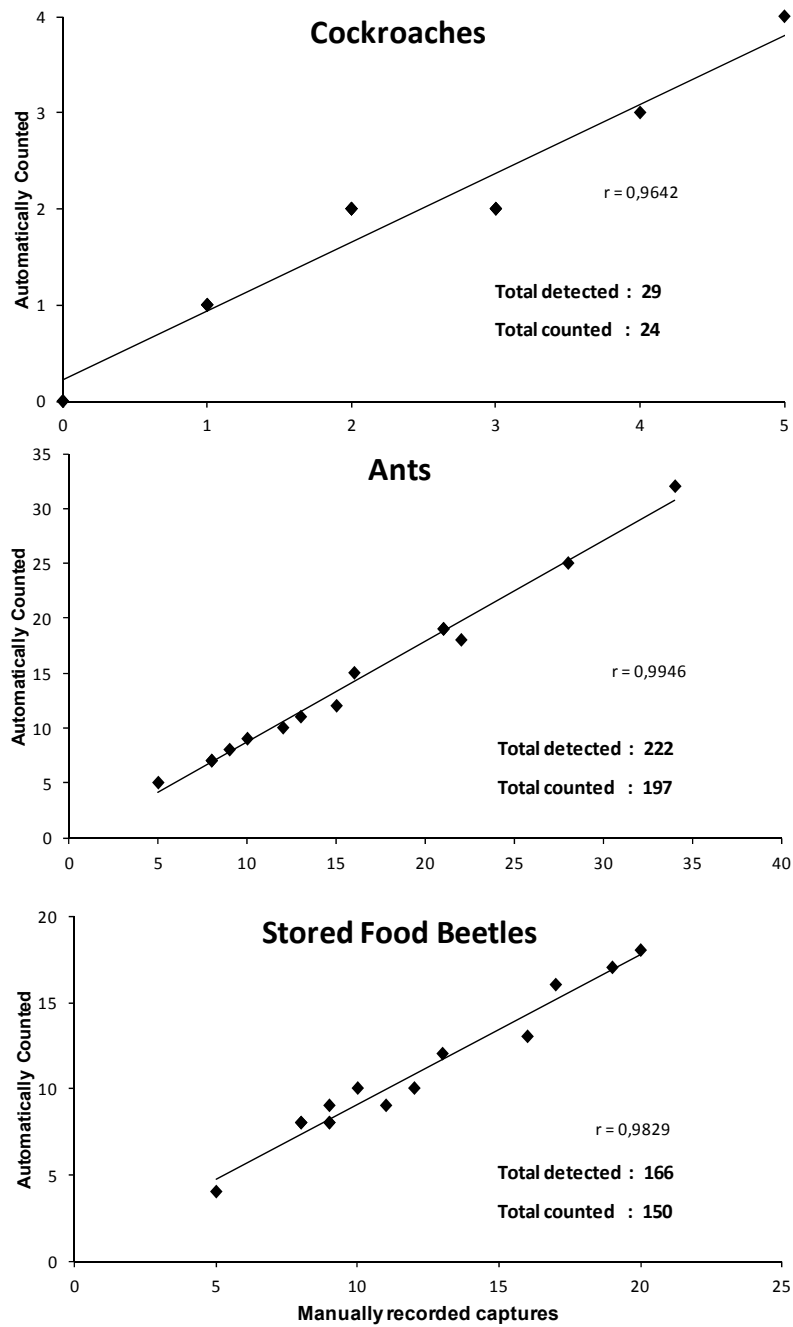 Cockroaches
Automatically Counted
4
3
2
1
0
r = 0,9642
Total detected : 29
Total counted : 24
0 1 2 3 4 5
Ants
Automatically Counted
35
30
25
20
15
10
5
0
r = 0,9946
Total detected : 222
Total counted : 197
0 5 10 15 20 25 30 35 40
Stored Food Beetles
Automatically Counted
20
15
10
5
0
r = 0,9829
Total detected : 166
Total counted : 150
0 5 10 15 20 25
Manually recorded captures